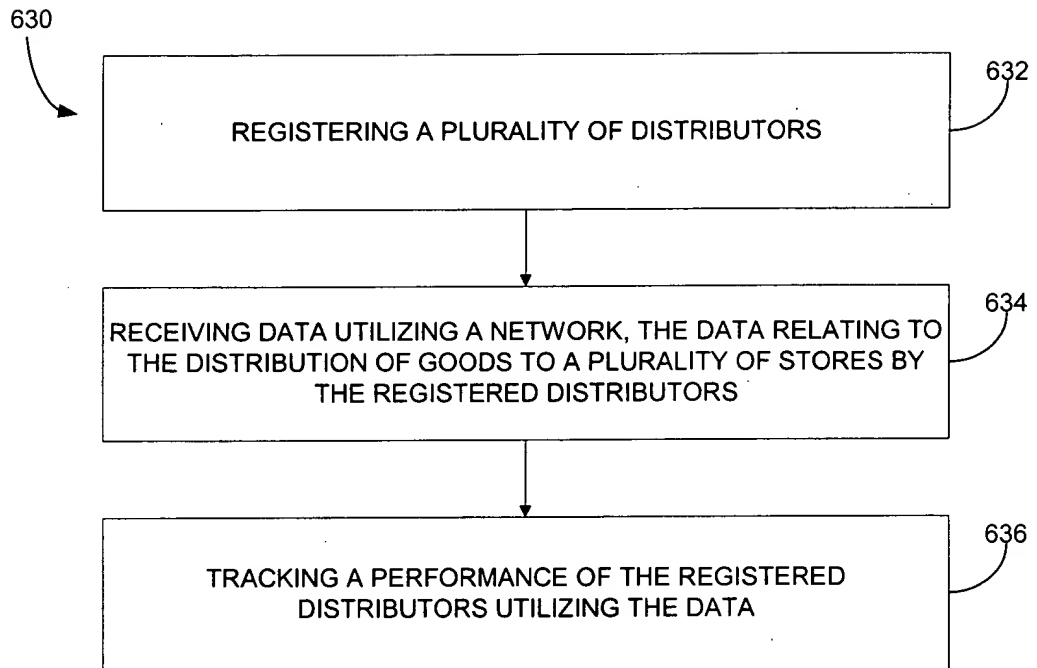 630
632
REGISTERING A PLURALITY OF DISTRIBUTORS
634
RECEIVING DATA UTILIZING A NETWORK, THE DATA RELATING TO
THE DISTRIBUTION OF GOODS TO A PLURALITY OF STORES BY
THE REGISTERED DISTRIBUTORS
636
TRACKING A PERFORMANCE OF THE REGISTERED
DISTRIBUTORS UTILIZING THE DATA